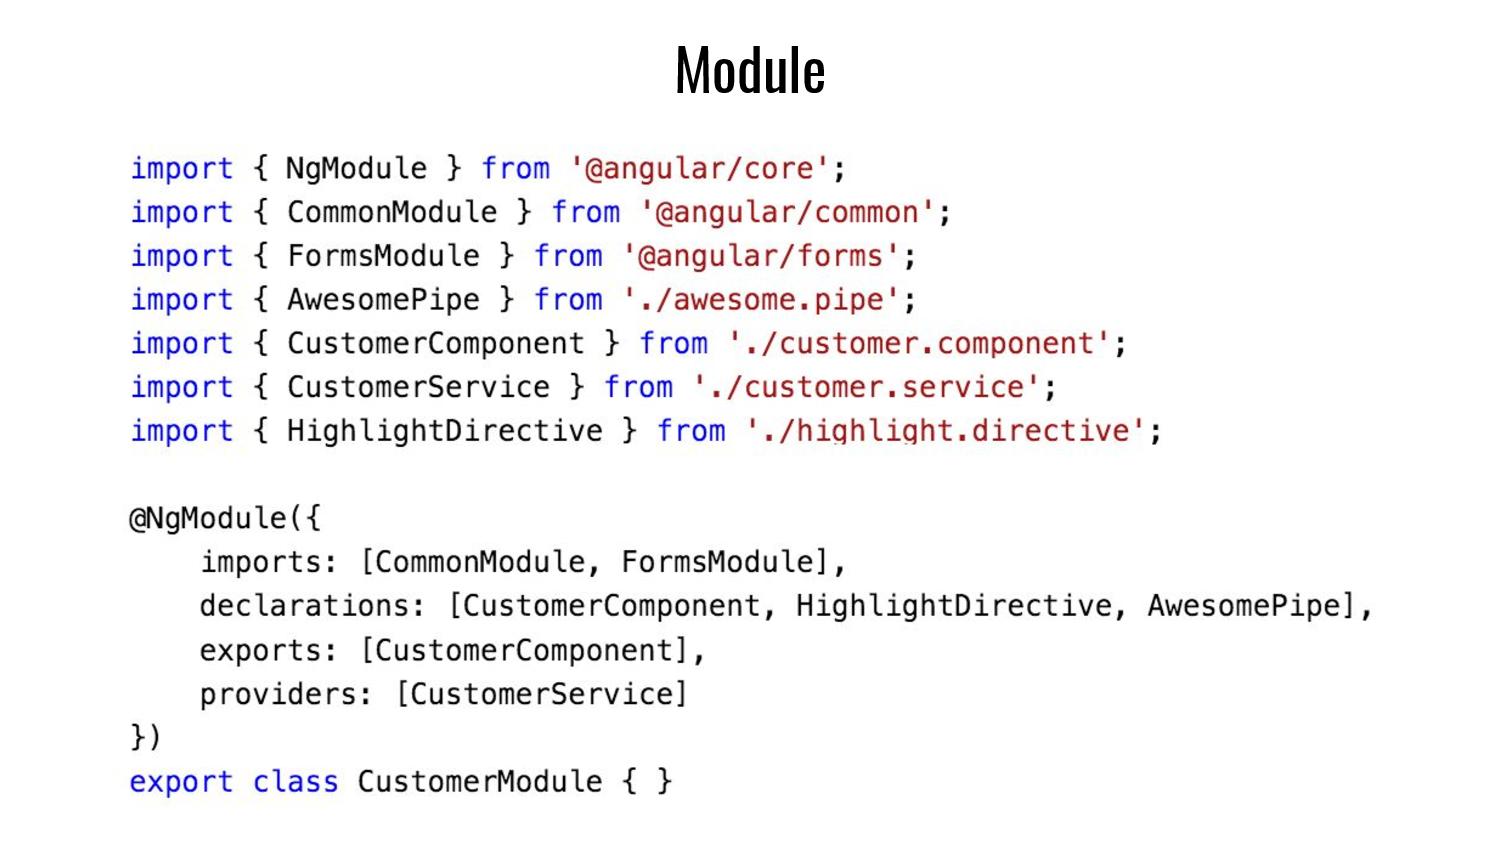 Module
import { NgModule } from '@angular/core';
import { CommonModule } from '@angular/common';
import { FormsModule } from '@angular/forms';
import { AwesomePipe } from './awesome.pipe';
import { CustomerComponent } from './customer.component';
import { CustomerService } from './customer.service';
import { HighlightDirective } from './highlight.directive';
@NgModule({
    imports: [CommonModule, FormsModule],
    declarations: [CustomerComponent, HighlightDirective, AwesomePipe],
    exports: [CustomerComponent],
    providers: [CustomerService]
})
export class CustomerModule { }